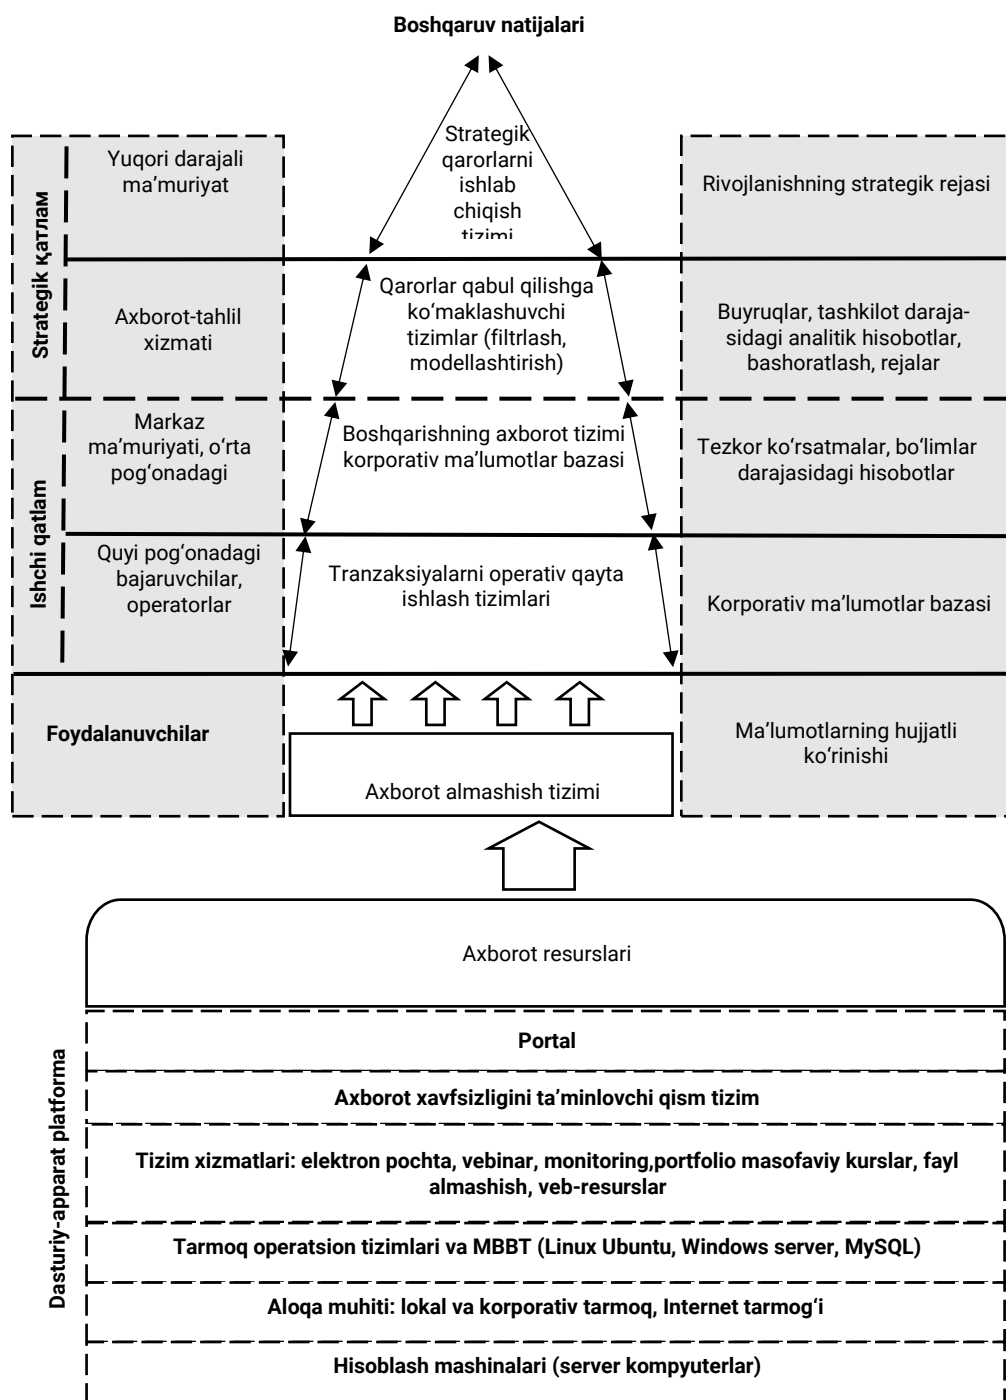 Boshqaruv natijalari
Strategik
qarorlarni
ishlab
chiqish
tizimi
Yuqori darajali
ma’muriyat
Rivojlanishning strategik rejasi
Strategik қатлам
Axborot-tahlil
xizmati
Qarorlar qabul qilishga
ko‘maklashuvchi
tizimlar (filtrlash,
modellashtirish)
Buyruqlar, tashkilot daraja-
sidagi analitik hisobotlar,
bashoratlash, rejalar
Ishchi qatlam
Markaz
ma’muriyati, o‘rta
pog‘onadagi
Boshqarishning axborot tizimi
korporativ ma’lumotlar bazasi
Tezkor ko‘rsatmalar, bo‘limlar
darajasidagi hisobotlar
Quyi pog‘onadagi
bajaruvchilar,
operatorlar
Tranzaksiyalarni operativ qayta
ishlash tizimlari
Korporativ ma’lumotlar bazasi
Foydalanuvchilar
Axborot almashish tizimi
Ma’lumotlarning hujjatli
ko‘rinishi
Axborot resurslari
Dasturiy-apparat platforma
Portal
Axborot xavfsizligini ta’minlovchi qism tizim
Tizim xizmatlari: elektron pochta, vebinar, monitoring,portfolio masofaviy kurslar, fayl
almashish, veb-resurslar
Tarmoq operatsion tizimlari va MBBT (Linux Ubuntu, Windows server, MySQL)
Aloqa muhiti: lokal va korporativ tarmoq, Internet tarmog‘i
Hisoblash mashinalari (server kompyuterlar)